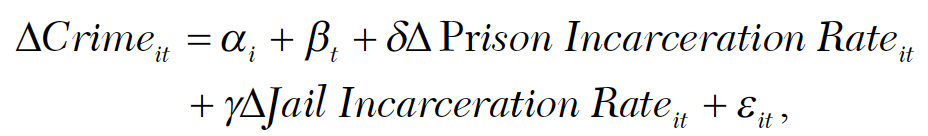 ΔCrime_it = α_i + β_t + δΔ Prison Incarceration Rate_it
+ γΔJail Incarceration Rate_it + ε_it ,